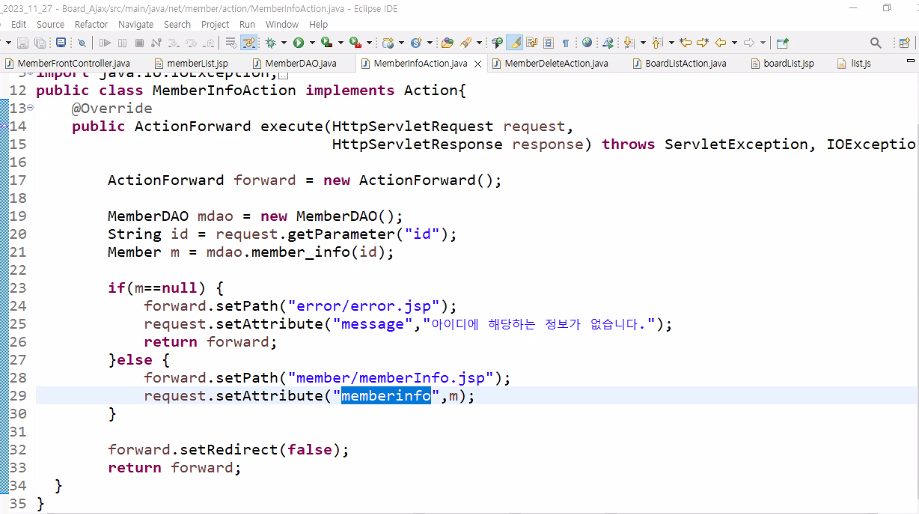 _2023_11_27 - Board_Ajax/src/main/java/net/member/action/MemberInfoAction.java - Eclipse IDE
Edit Source Refactor Navigate Search Project Run Window Help
MemberFrontController.java memberList.jsp MemberDAO.java MemberInfoAction.java MemberDeleteAction.java BoardListAction.java boardList.jsp list.js
3 import java.io.IOException;
12 public class MemberInfoAction implements Action{
13 @Override
14 public ActionForward execute(HttpServletRequest request,
15 HttpServletResponse response) throws ServletException, IOExceptio
16
17 ActionForward forward = new ActionForward();
18
19 MemberDAO mdao = new MemberDAO();
20 String id = request.getParameter("id");
21 Member m = mdao.member_info(id);
22
23 if(m==null) {
24 forward.setPath("error/error.jsp");
25 request.setAttribute("message","아이디에 해당하는 정보가 없습니다.");
26 return forward;
27 }else {
28 forward.setPath("member/memberInfo.jsp");
29 request.setAttribute("memberinfo",m);
30 }
31
32 forward.setRedirect(false);
33 return forward;
34 }
35 }